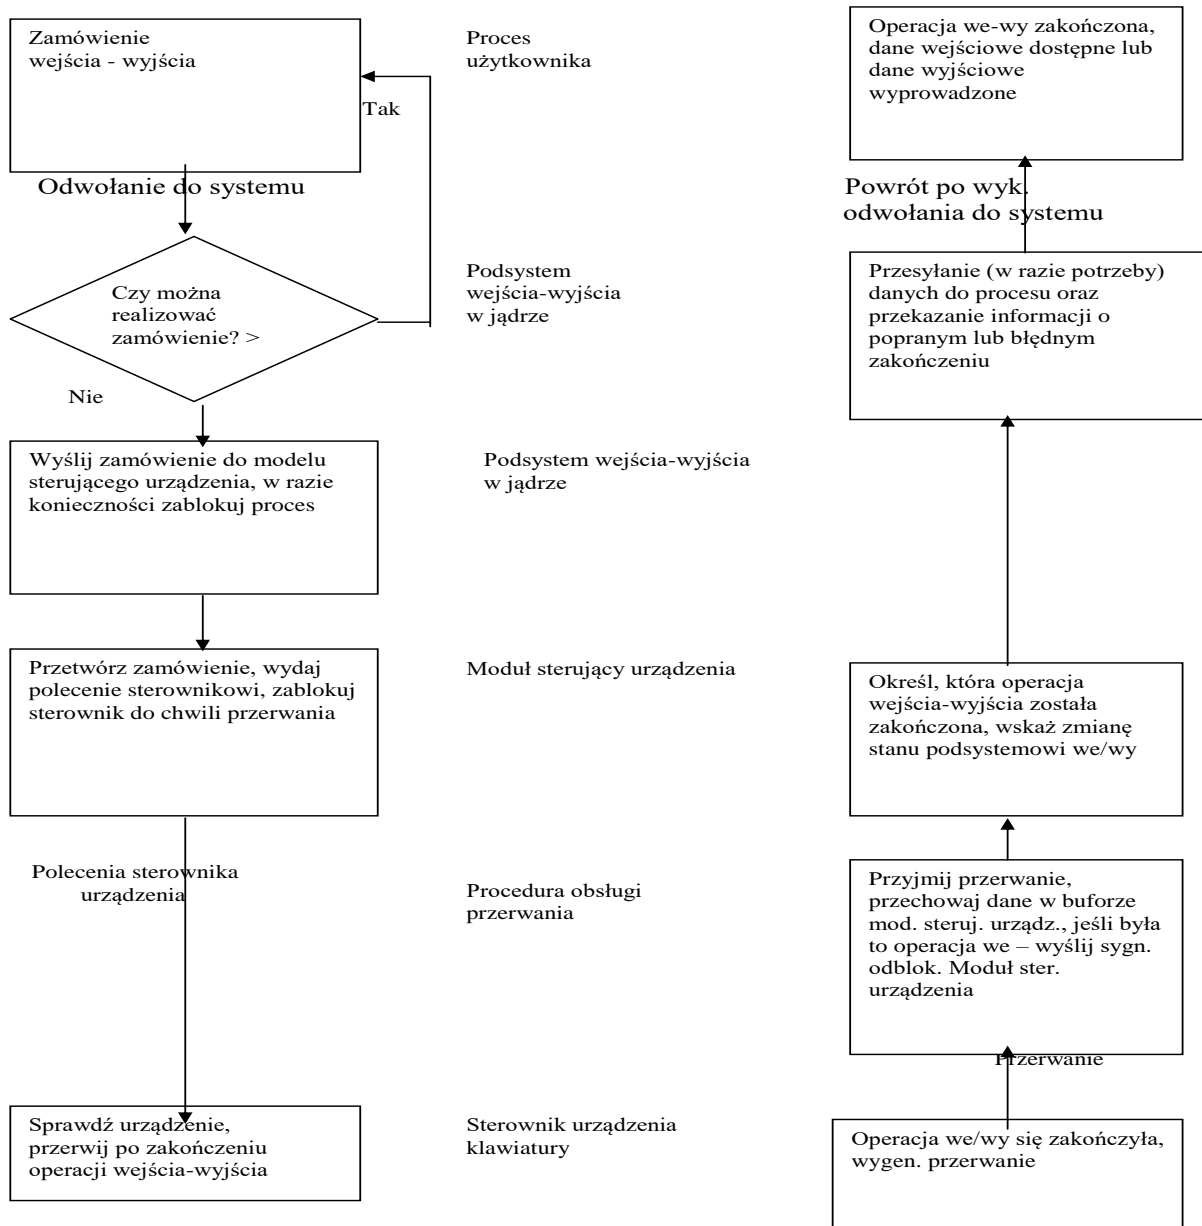 Zamówienie
wejścia - wyjścia
Proces
użytkownika
Operacja we-wy zakończona,
dane wejściowe dostępne lub
dane wyjściowe
wyprowadzone
Tak
Odwołanie do systemu
Powrót po wyk.
odwołania do systemu
Czy można
realizować
zamówienie? >
Podsystem
wejścia-wyjścia
w jądrze
Przesyłanie (w razie potrzeby)
danych do procesu oraz
przekazanie informacji o
popranym lub błędnym
zakończeniu
Nie
Wyślij zamówienie do modelu
sterującego urządzenia, w razie
konieczności zablokuj proces
Podsystem wejścia-wyjścia
w jądrze
Przetwórz zamówienie, wydaj
polecenie sterownikowi, zablokuj
sterownik do chwili przerwania
Moduł sterujący urządzenia
Określ, która operacja
wejścia-wyjścia została
zakończona, wskaż zmianę
stanu podsystemowi we/wy
Polecenia sterownika
urządzenia
Procedura obsługi
przerwania
Przyjmij przerwanie,
przechowaj dane w buforze
mod. steruj. urządz., jeśli była
to operacja we – wyślij sygn.
odblok. Moduł ster.
urządzenia
Przerwanie
Sprawdź urządzenie,
przerwij po zakończeniu
operacji wejścia-wyjścia
Sterownik urządzenia
klawiatury
Operacja we/wy się zakończyła,
wygen. przerwanie